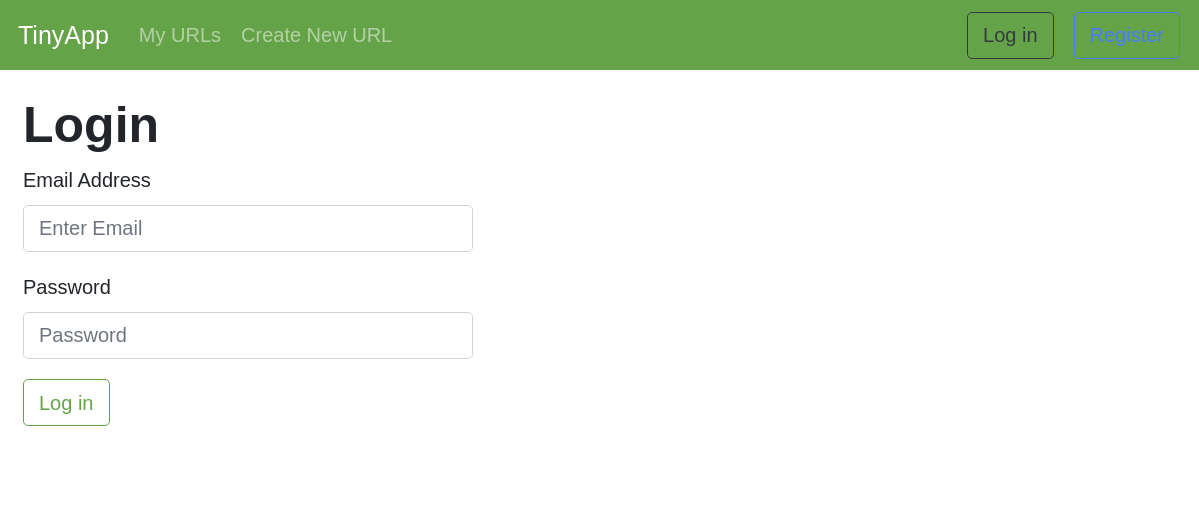 TinyApp My URLs Create New URL Log in Register
Login
Email Address
Enter Email
Password
Password
Log in